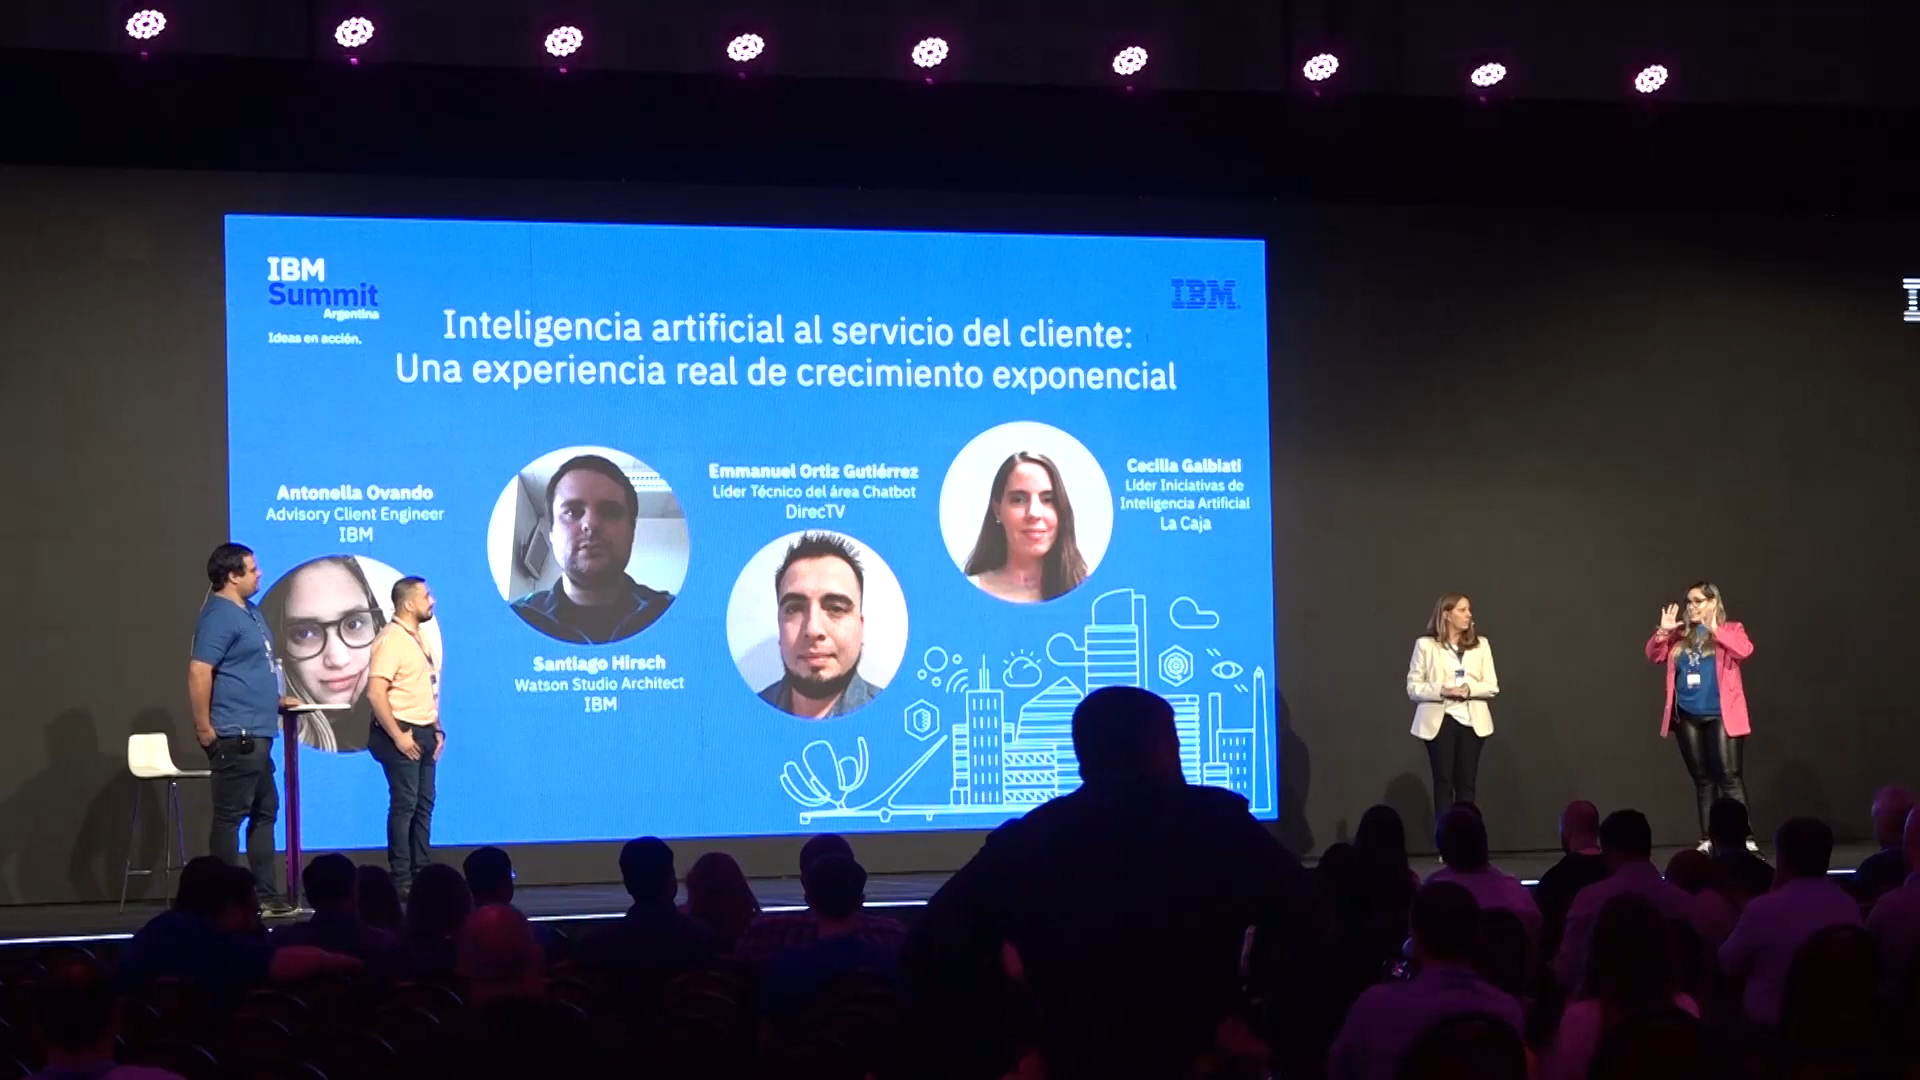 IBM
Summit
Argentina
Ideas en acción.
IBM
Inteligencia artificial al servicio del cliente:
Una experiencia real de crecimiento exponencial
Antonella Ovando
Advisory Client Engineer
IBM
Santiago Hirsch
Watson Studio Architect
IBM
Emmanuel Ortiz Gutiérrez
Líder Técnico del área Chatbot
DirecTV
Cecilia Galbiati
Líder Iniciativas de
Inteligencia Artificial
La Caja